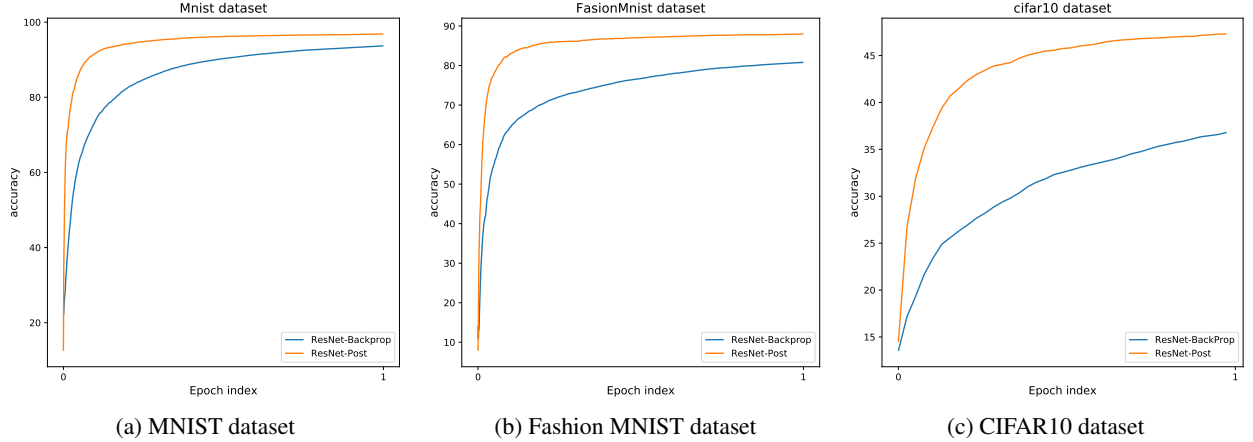 Mnist dataset
100
80
60
40
20
accuracy
0
1
Epoch index
ResNet-Backprop
ResNet-Post
(a) MNIST dataset
FasionMnist dataset
90
80
70
60
50
40
30
20
10
accuracy
0
1
Epoch index
ResNet-Backprop
ResNet-Post
(b) Fashion MNIST dataset
cifar10 dataset
45
40
35
30
25
20
15
accuracy
0
1
Epoch index
ResNet-BackProp
ResNet-Post
(c) CIFAR10 dataset